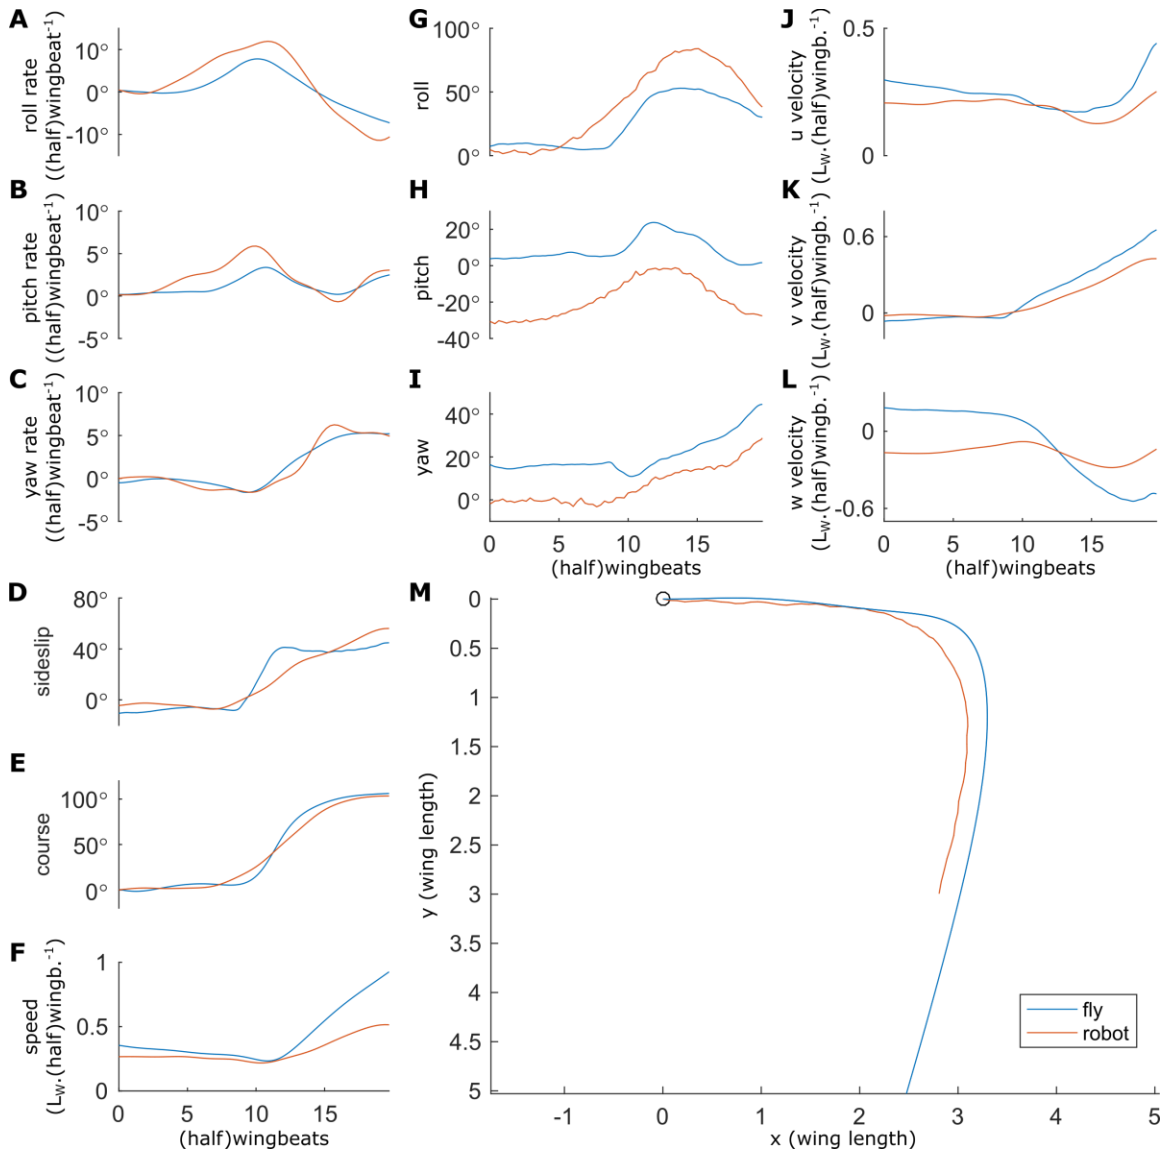 A
roll rate
((half)wingbeat⁻¹)
10°
0°
-10°
B
pitch rate
((half)wingbeat⁻¹)
10°
5°
0°
-5°
C
yaw rate
((half)wingbeat⁻¹)
10°
5°
0°
-5°
D
sideslip
80°
40°
0°
E
course
100°
50°
0°
F
speed
(L_W.(half)wingb.⁻¹)
1
0.5
0
0 5 10 15
(half)wingbeats
G
roll
100°
50°
0°
H
pitch
20°
0°
-20°
-40°
I
yaw
40°
20°
0°
0 5 10 15
(half)wingbeats
J
u velocity
(L_W.(half)wingb.⁻¹)
0.5
0
K
v velocity
(L_W.(half)wingb.⁻¹)
0.6
0
L
w velocity
(L_W.(half)wingb.⁻¹)
0
-0.6
0 5 10 15
(half)wingbeats
M
y (wing length)
0
0.5
1
1.5
2
2.5
3
3.5
4
4.5
5
-1 0 1 2 3 4 5
x (wing length)
fly
robot